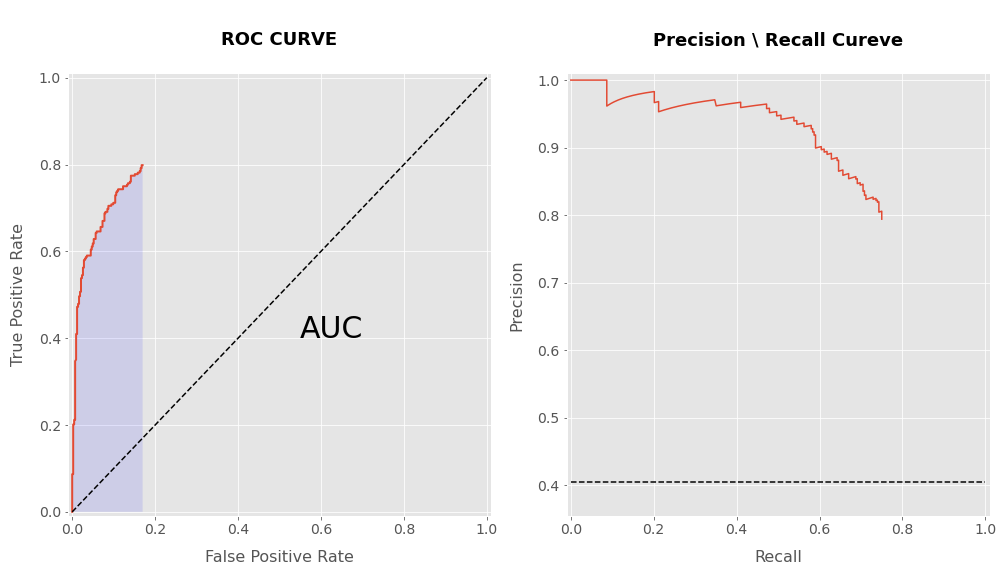 ROC CURVE
1.0
0.8
0.6
0.4
0.2
0.0
True Positive Rate
AUC
0.0 0.2 0.4 0.6 0.8 1.0
False Positive Rate
Precision \ Recall Cureve
1.0
0.9
0.8
0.7
0.6
0.5
0.4
Precision
0.0 0.2 0.4 0.6 0.8 1.0
Recall